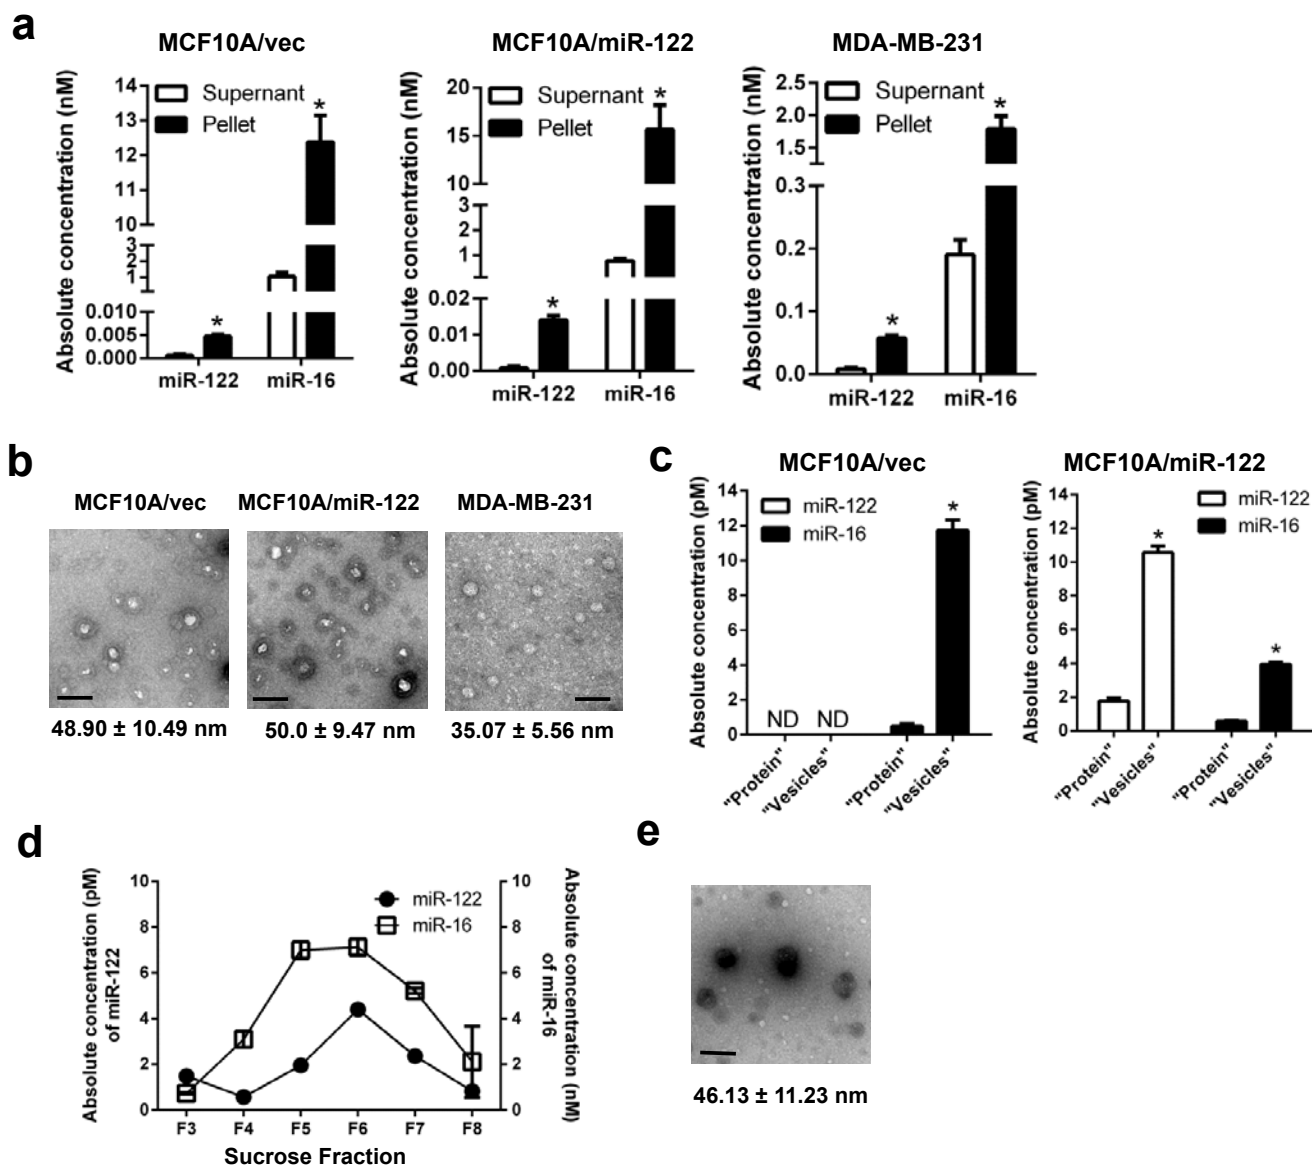 a
MCF10A/vec
Absolute concentration (nM)
14
13
12
11
10
3
2
1
0.010
0.005
0.000
Supernant
Pellet
*
*
miR-122
miR-16
MCF10A/miR-122
Absolute concentration (nM)
20
15
10
3
2
1
0.02
0.01
0.00
Supernant
Pellet
*
*
miR-122
miR-16
MDA-MB-231
Absolute concentration (nM)
2.5
2.0
1.5
0.3
0.2
0.1
0.0
Supernant
Pellet
*
*
miR-122
miR-16
b
MCF10A/vec
MCF10A/miR-122
MDA-MB-231
48.90 ± 10.49 nm
50.0 ± 9.47 nm
35.07 ± 5.56 nm
c
MCF10A/vec
Absolute concentration (pM)
14
12
10
8
6
4
2
0
miR-122
miR-16
*
ND
ND
"Protein"
"Vesicles"
"Protein"
"Vesicles"
MCF10A/miR-122
Absolute concentration (pM)
14
12
10
8
6
4
2
0
miR-122
miR-16
*
*
"Protein"
"Vesicles"
"Protein"
"Vesicles"
d
Absolute concentration (pM)
of miR-122
10
8
6
4
2
0
miR-122
miR-16
10
8
6
4
2
0
Absolute concentration (nM)
of miR-16
F3
F4
F5
F6
F7
F8
Sucrose Fraction
e
46.13 ± 11.23 nm